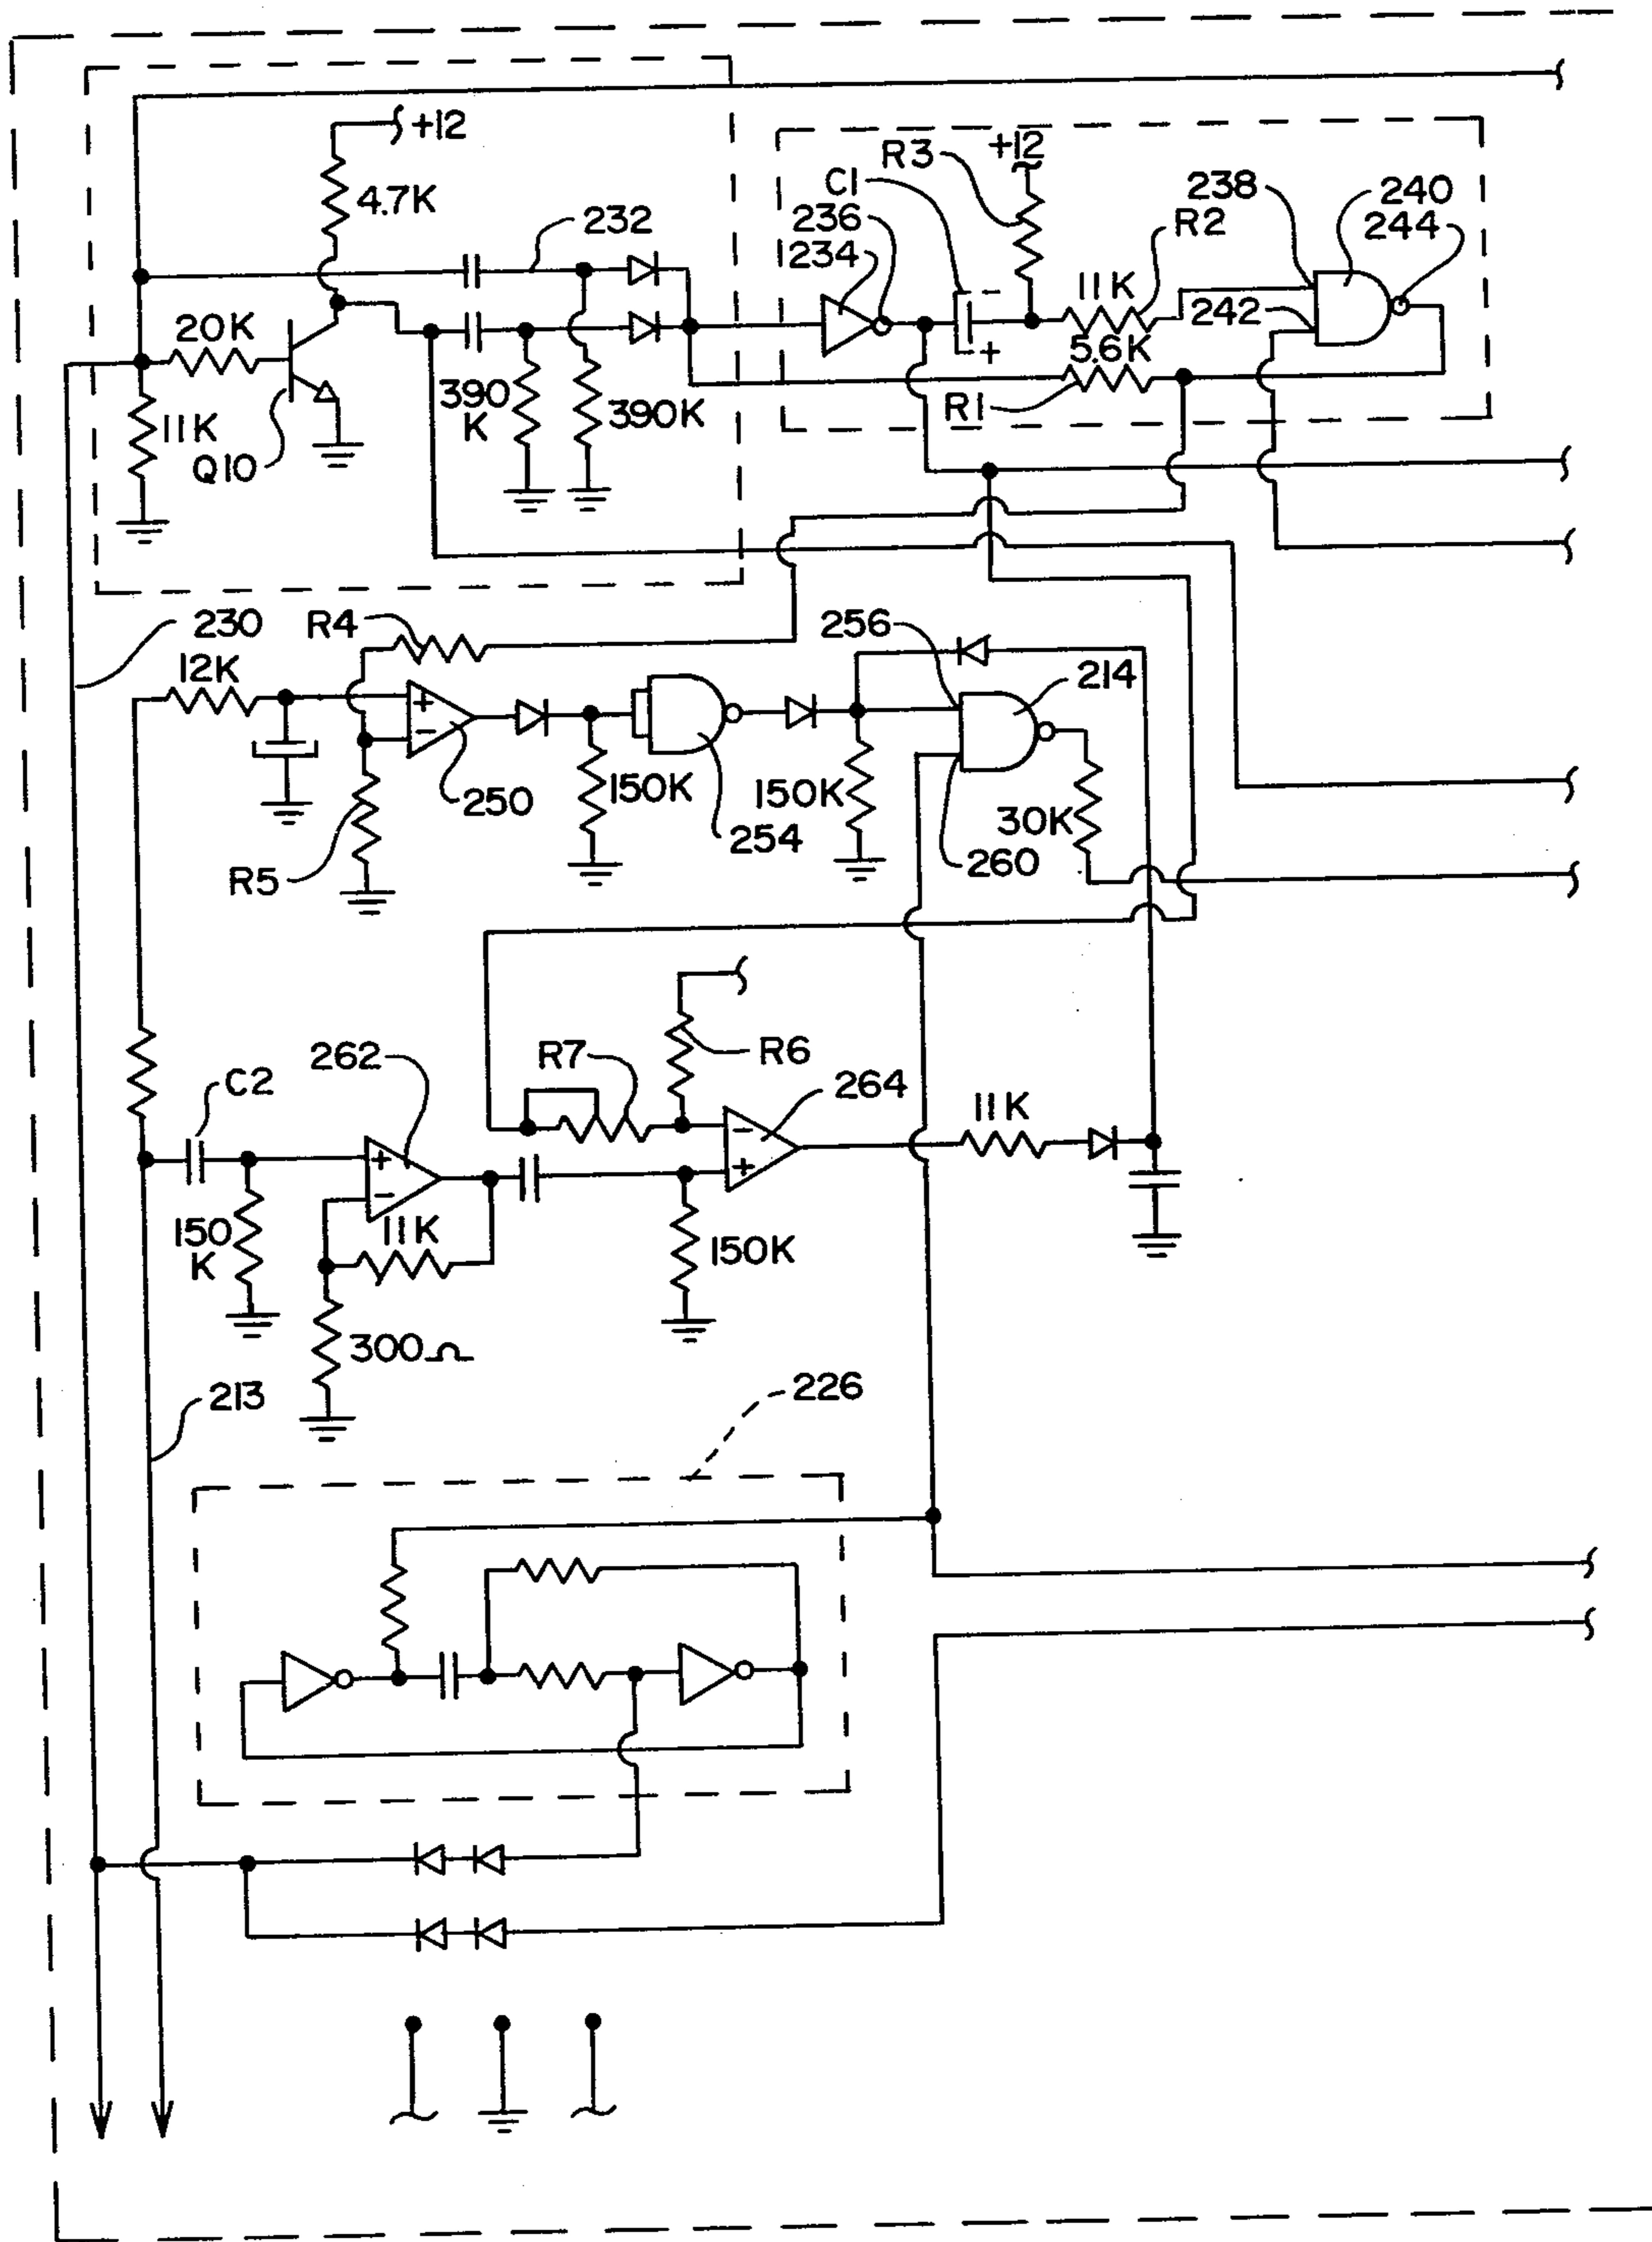 +12
R3
+12
C1
238
240
4.7K
232
236
R2
244
234
11K
20K
242
5.6K
390
K
390K
R1
11K
Q10
230
R4
256
12K
214
+
-
250
150K
150K
30K
254
260
R5
262
R7
R6
C2
264
11K
-
+
+
-
11K
150
K
150K
300Ω
213
226